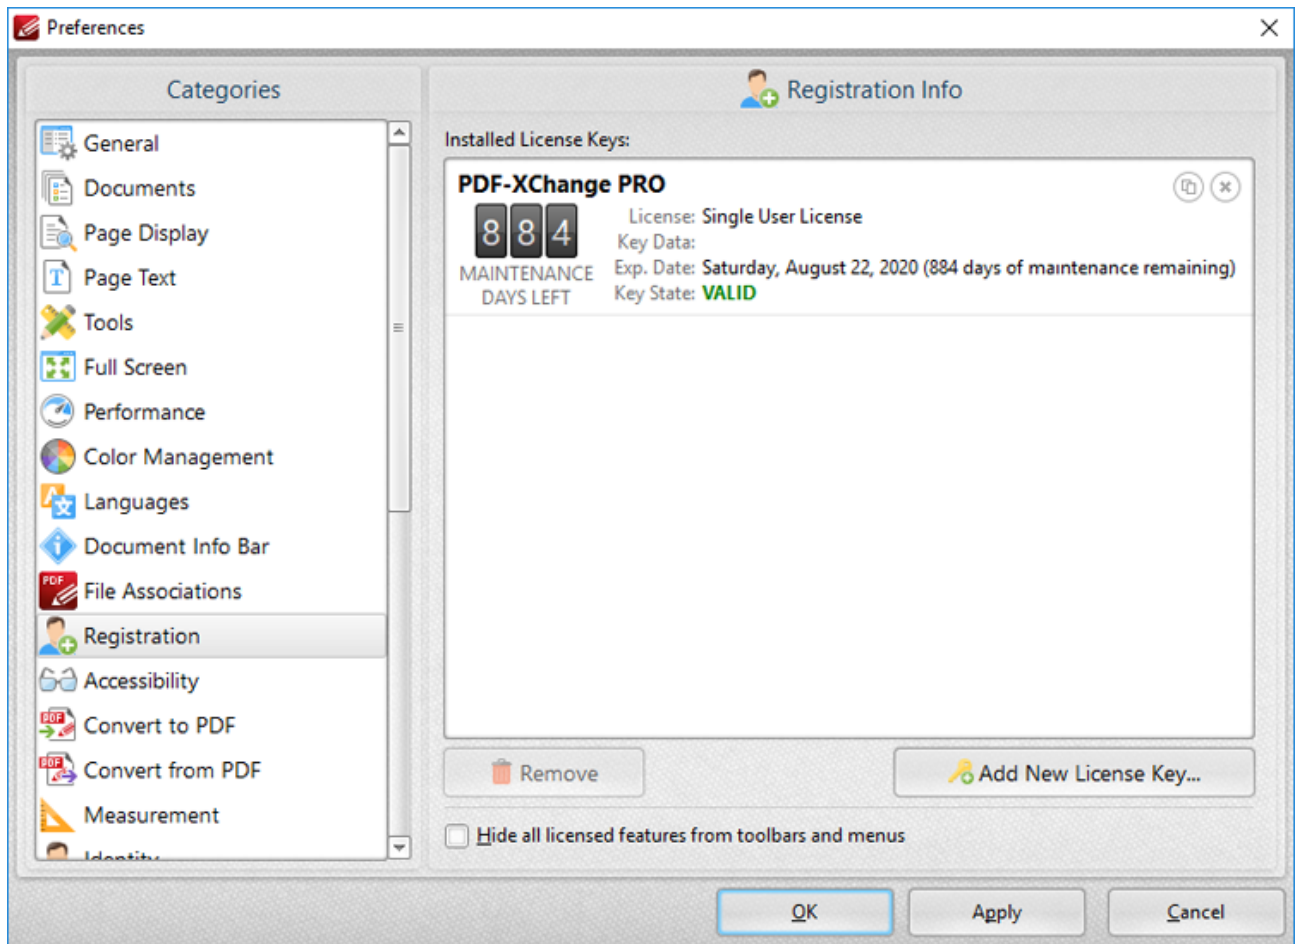 Preferences
Categories
General
Documents
Page Display
Page Text
Tools
Full Screen
Performance
Color Management
Languages
Document Info Bar
PDF
File Associations
Registration
Accessibility
PDF
Convert to PDF
PDF
Convert from PDF
Measurement
Identity
Registration Info
Installed License Keys:
PDF-XChange PRO
884
MAINTENANCE
DAYS LEFT
License: Single User License
Key Data:
Exp. Date: Saturday, August 22, 2020 (884 days of maintenance remaining)
Key State: VALID
Remove
Add New License Key...
Hide all licensed features from toolbars and menus
OK
Apply
Cancel